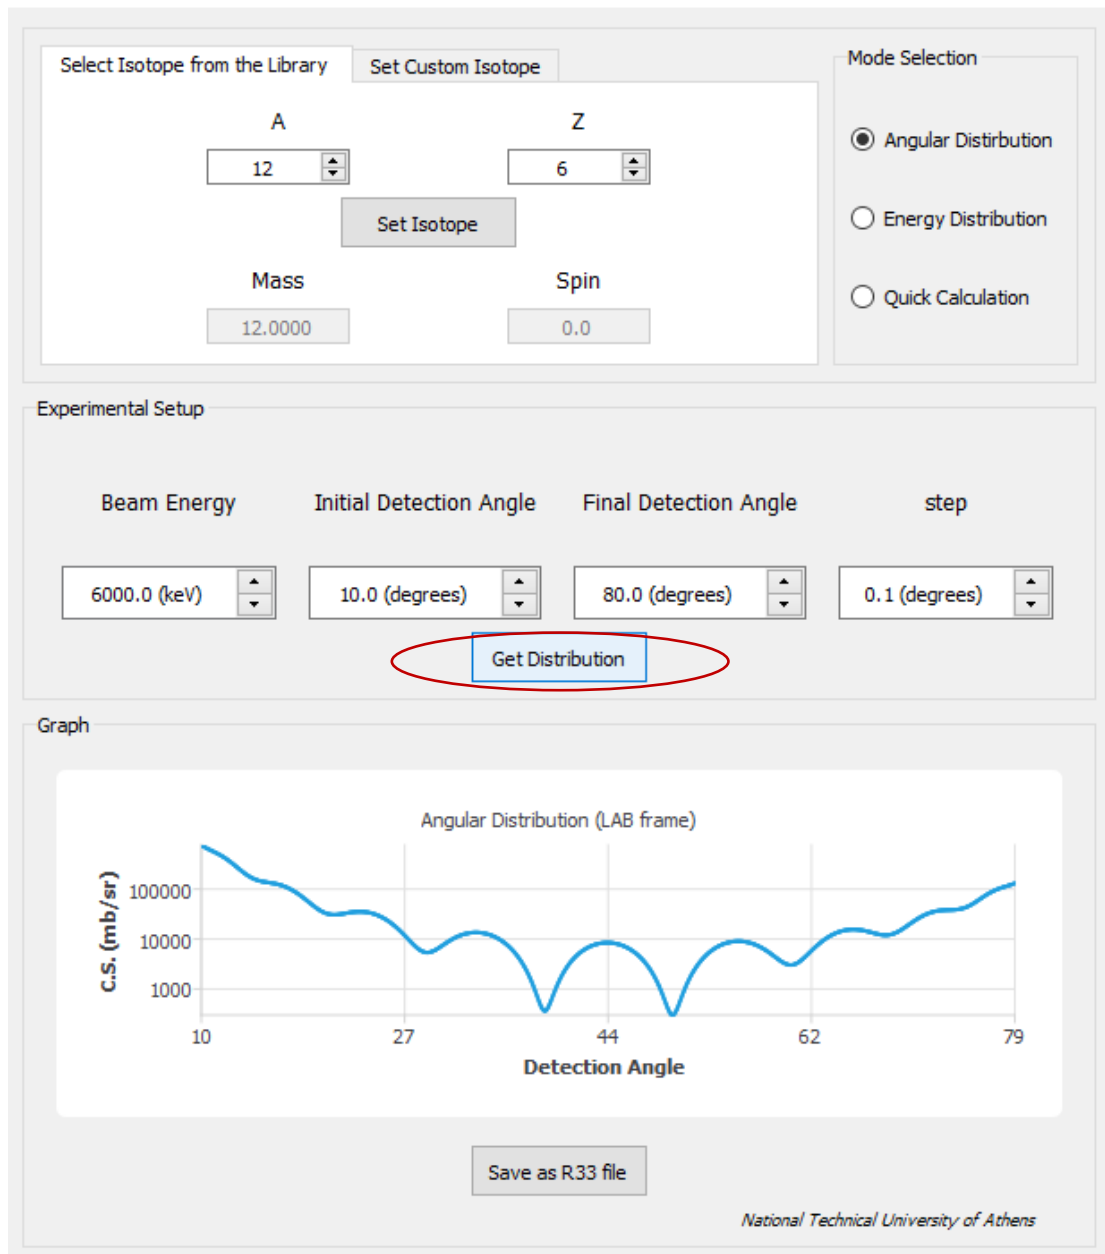 Select Isotope from the Library
Set Custom Isotope
A
Z
12
6
Set Isotope
Mass
Spin
12.0000
0.0
Mode Selection
Angular Distirbution
Energy Distribution
Quick Calculation
Experimental Setup
Beam Energy
Initial Detection Angle
Final Detection Angle
step
6000.0 (keV)
10.0 (degrees)
80.0 (degrees)
0.1 (degrees)
Get Distribution
Graph
Angular Distribution (LAB frame)
C.S. (mb/sr)
100000
10000
1000
10
27
44
62
79
Detection Angle
Save as R33 file
National Technical University of Athens